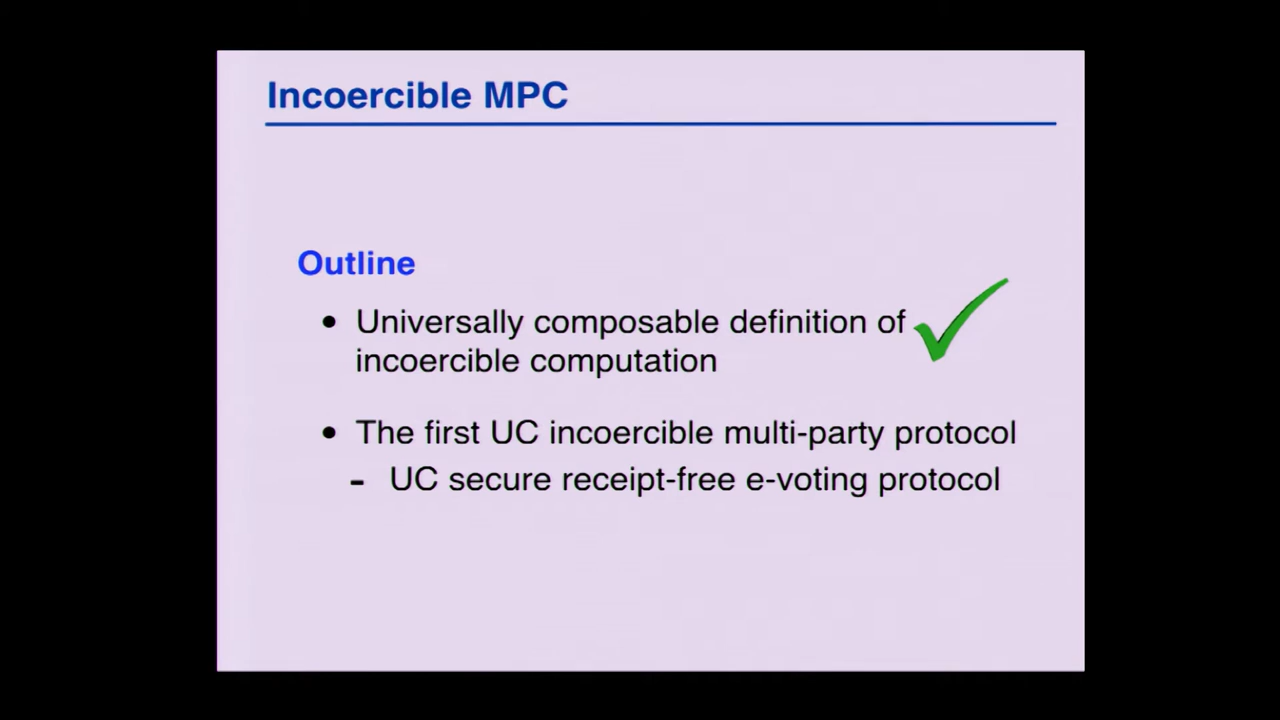 Incoercible MPC
Outline
• Universally composable definition of
incoercible computation
• The first UC incoercible multi-party protocol
- UC secure receipt-free e-voting protocol